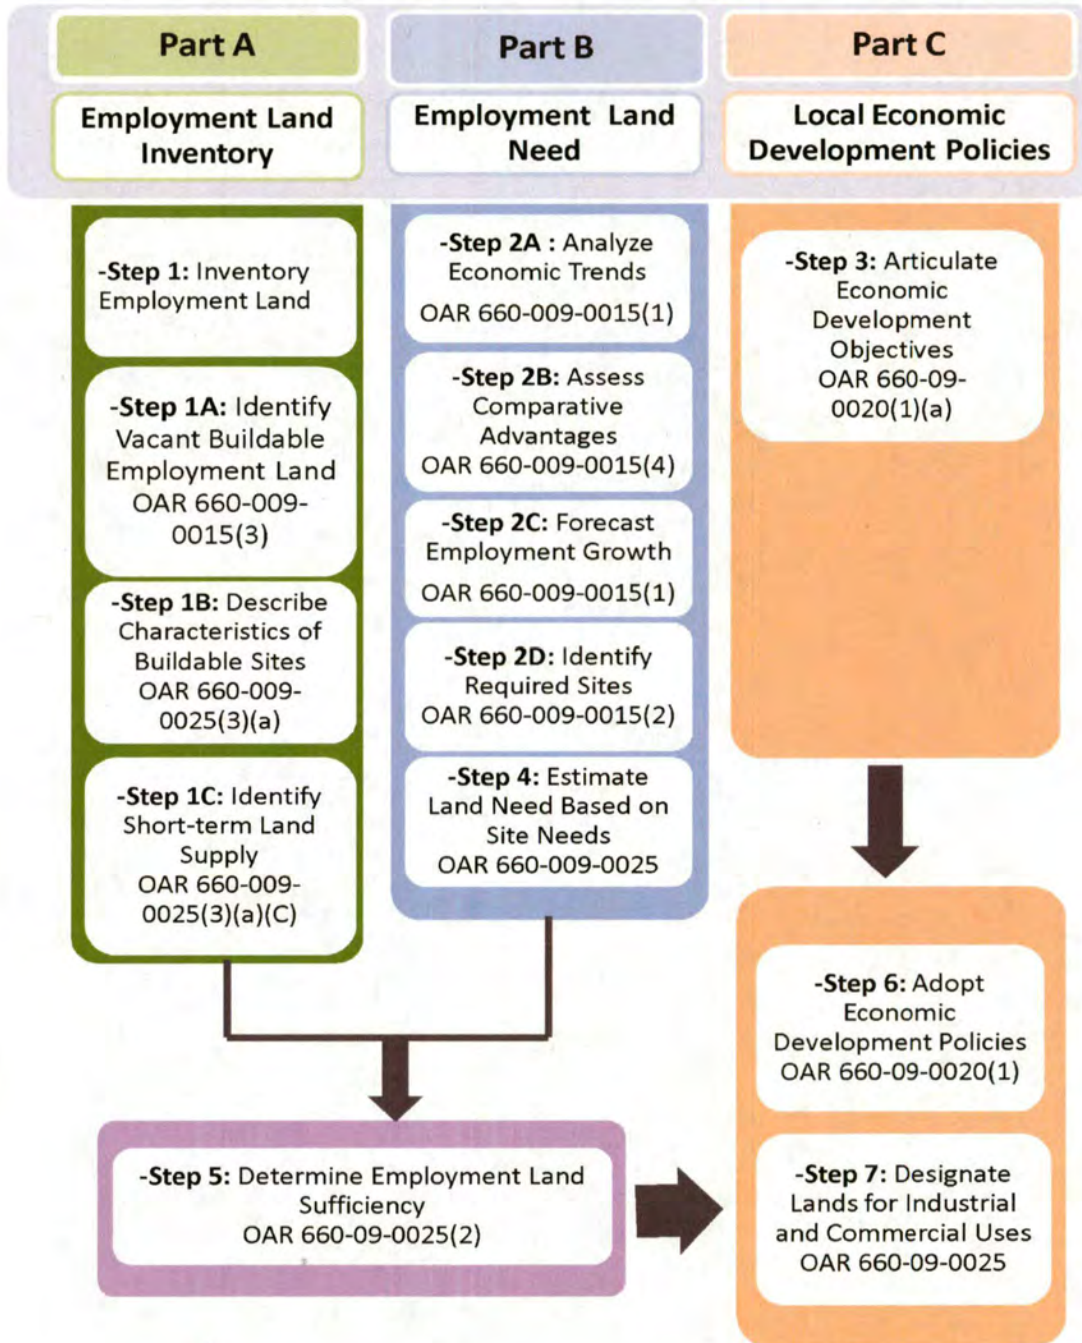 Part A
Employment Land
Inventory
-Step 1: Inventory
Employment Land
-Step 1A: Identify
Vacant Buildable
Employment Land
OAR 660-009-
0015(3)
-Step 1B: Describe
Characteristics of
Buildable Sites
OAR 660-009-
0025(3)(a)
-Step 1C: Identify
Short-term Land
Supply
OAR 660-009-
0025(3)(a)(C)
Part B
Employment Land
Need
-Step 2A : Analyze
Economic Trends
OAR 660-009-0015(1)
-Step 2B: Assess
Comparative
Advantages
OAR 660-009-0015(4)
-Step 2C: Forecast
Employment Growth
OAR 660-009-0015(1)
-Step 2D: Identify
Required Sites
OAR 660-009-0015(2)
-Step 4: Estimate
Land Need Based on
Site Needs
OAR 660-009-0025
Part C
Local Economic
Development Policies
-Step 3: Articulate
Economic
Development
Objectives
OAR 660-09-
0020(1)(a)
-Step 5: Determine Employment Land
Sufficiency
OAR 660-09-0025(2)
-Step 6: Adopt
Economic
Development Policies
OAR 660-09-0020(1)
-Step 7: Designate
Lands for Industrial
and Commercial Uses
OAR 660-09-0025